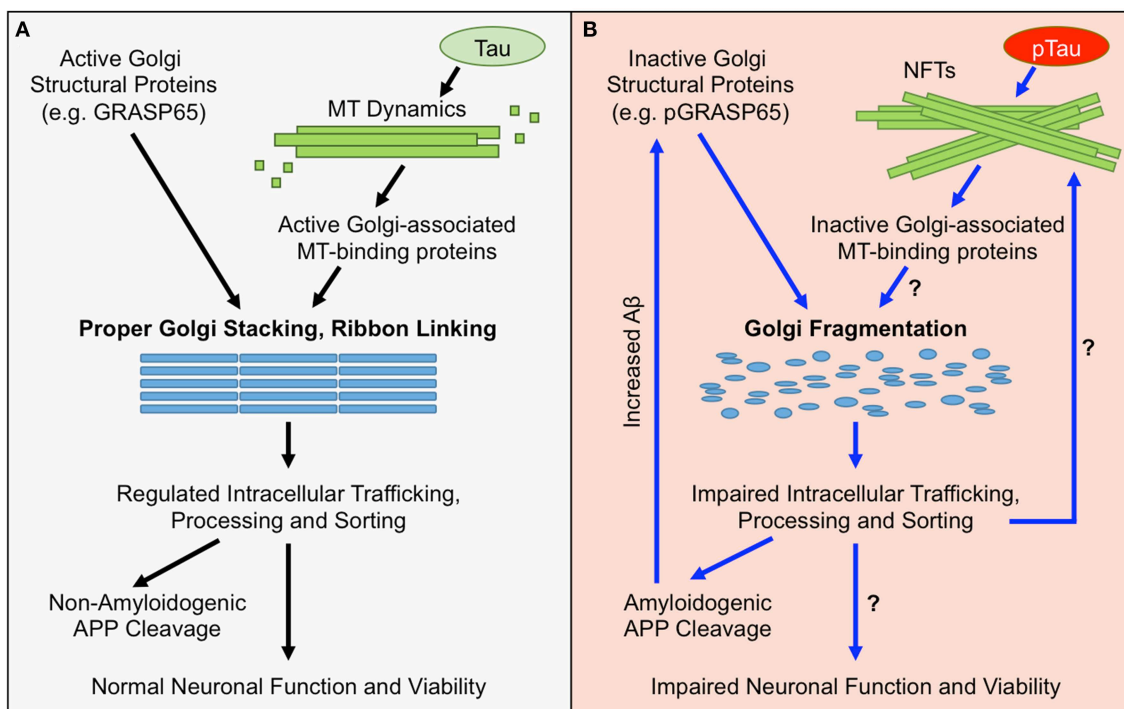 A
Active Golgi
Structural Proteins
(e.g. GRASP65)
Tau
MT Dynamics
Active Golgi-associated
MT-binding proteins
Proper Golgi Stacking, Ribbon Linking
Regulated Intracellular Trafficking,
Processing and Sorting
Non-Amyloidogenic
APP Cleavage
Normal Neuronal Function and Viability
B
Inactive Golgi
Structural Proteins
(e.g. pGRASP65)
pTau
NFTs
Inactive Golgi-associated
MT-binding proteins
?
Golgi Fragmentation
Increased Aβ
?
Impaired Intracellular Trafficking,
Processing and Sorting
Amyloidogenic
APP Cleavage
?
Impaired Neuronal Function and Viability